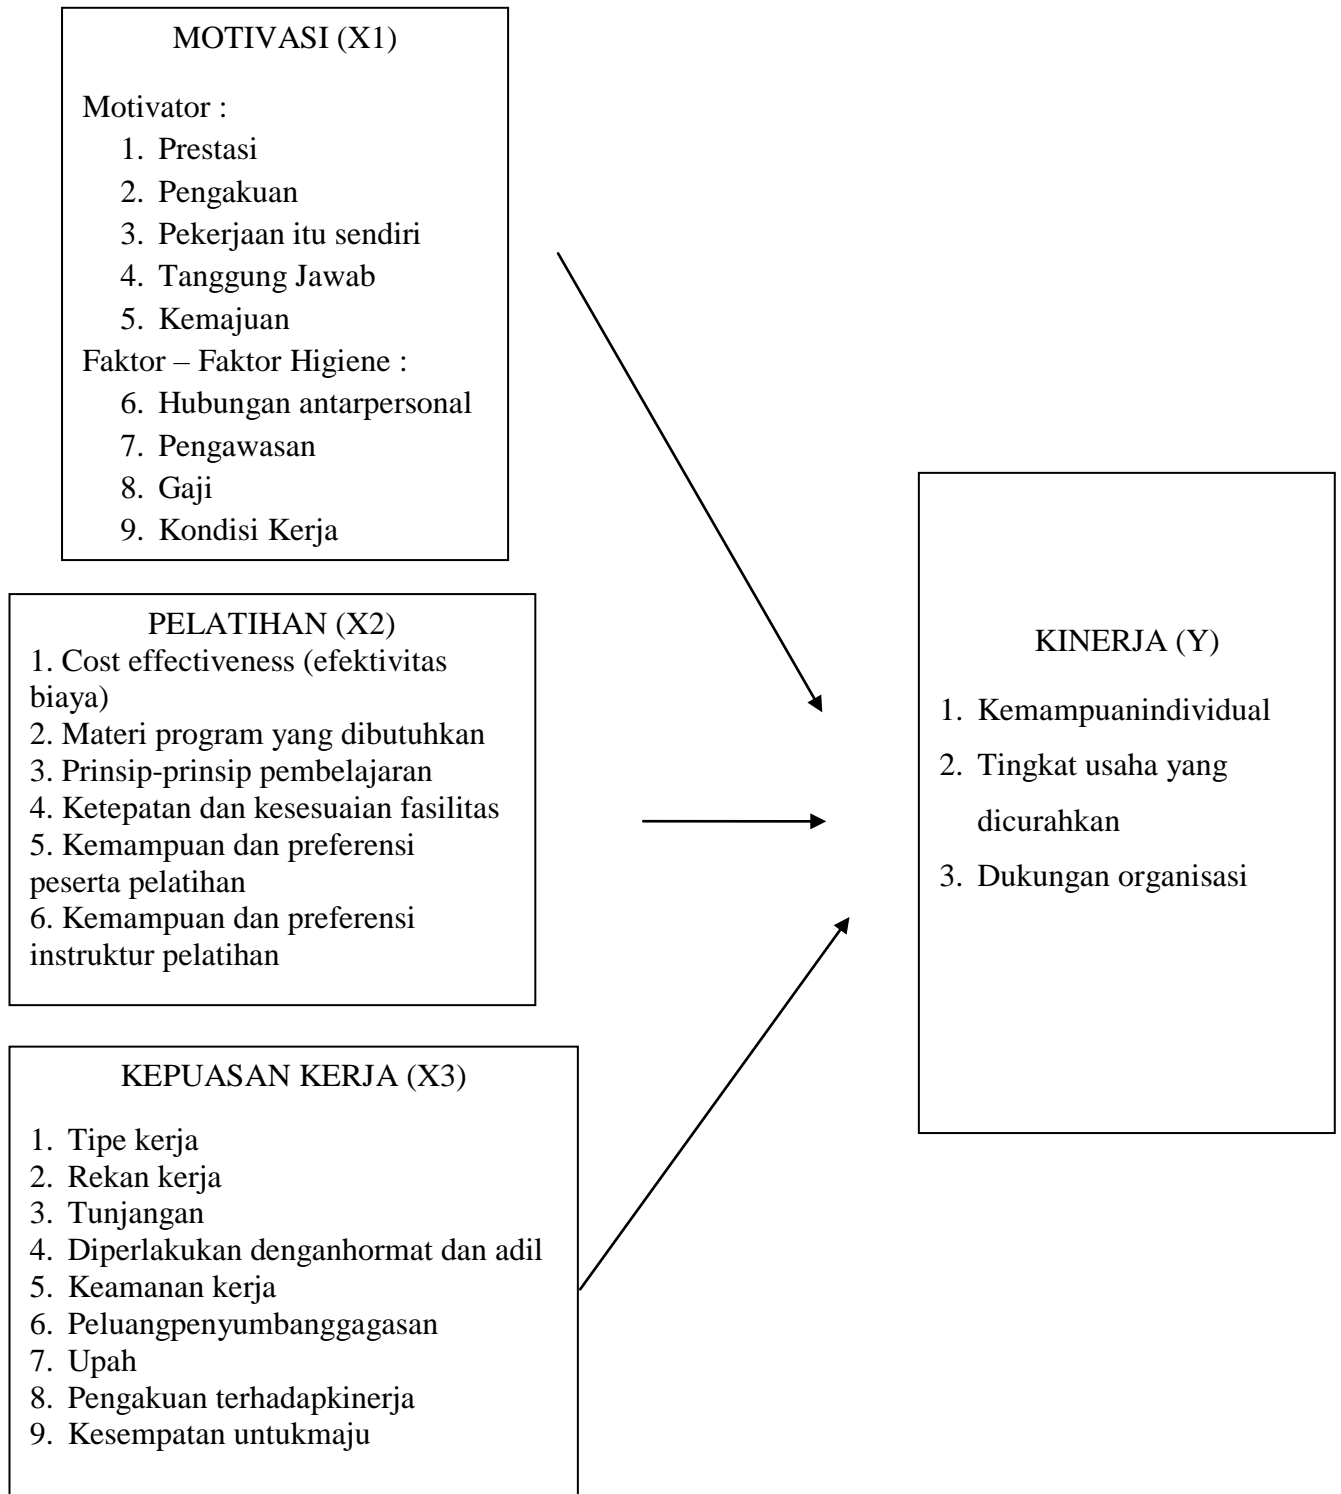 MOTIVASI (X1)
Motivator :
1. Prestasi
2. Pengakuan
3. Pekerjaan itu sendiri
4. Tanggung Jawab
5. Kemajuan
Faktor – Faktor Higiene :
6. Hubungan antarpersonal
7. Pengawasan
8. Gaji
9. Kondisi Kerja
PELATIHAN (X2)
1. Cost effectiveness (efektivitas
biaya)
2. Materi program yang dibutuhkan
3. Prinsip-prinsip pembelajaran
4. Ketepatan dan kesesuaian fasilitas
5. Kemampuan dan preferensi
peserta pelatihan
6. Kemampuan dan preferensi
instruktur pelatihan
KEPUASAN KERJA (X3)
1. Tipe kerja
2. Rekan kerja
3. Tunjangan
4. Diperlakukan denganhormat dan adil
5. Keamanan kerja
6. Peluangpenyumbanggagasan
7. Upah
8. Pengakuan terhadapkinerja
9. Kesempatan untukmaju
KINERJA (Y)
1. Kemampuanindividual
2. Tingkat usaha yang
dicurahkan
3. Dukungan organisasi